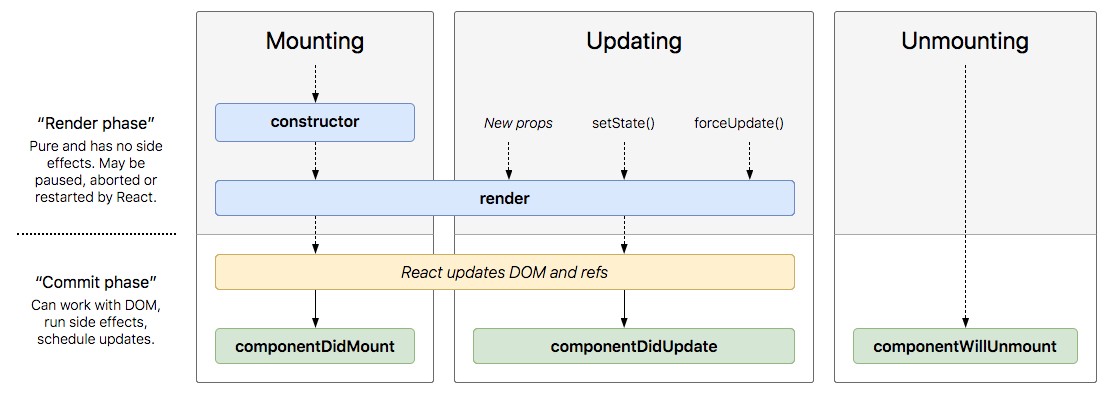 Mounting
Updating
Unmounting
“Render phase”
Pure and has no side
effects. May be
paused, aborted or
restarted by React.
constructor
New props
setState()
forceUpdate()
render
“Commit phase”
Can work with DOM,
run side effects,
schedule updates.
React updates DOM and refs
componentDidMount
componentDidUpdate
componentWillUnmount